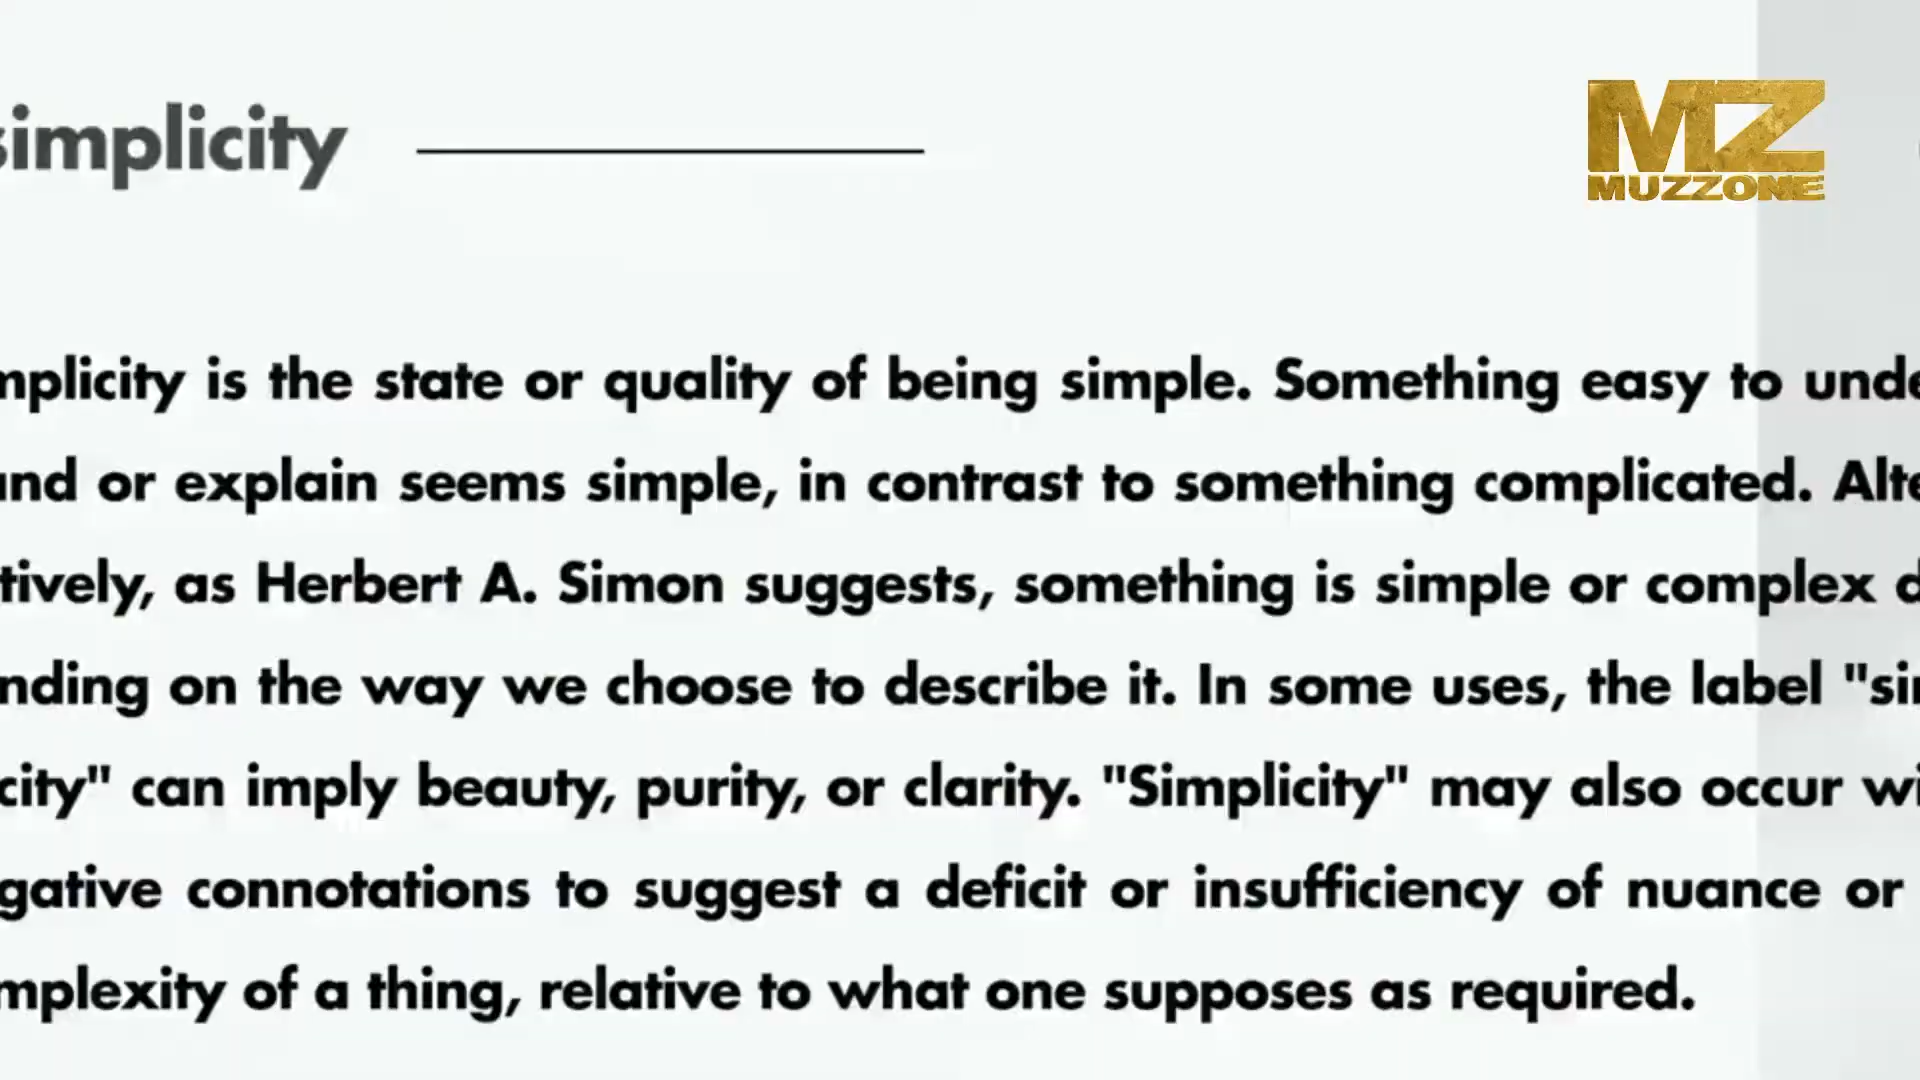 simplicity
MZ
MUZZONE
mplicity is the state or quality of being simple. Something easy to unde
and or explain seems simple, in contrast to something complicated. Alte
tively, as Herbert A. Simon suggests, something is simple or complex d
nding on the way we choose to describe it. In some uses, the label "sim
city" can imply beauty, purity, or clarity. "Simplicity" may also occur wi
gative connotations to suggest a deficit or insufficiency of nuance or
mplexity of a thing, relative to what one supposes as required.